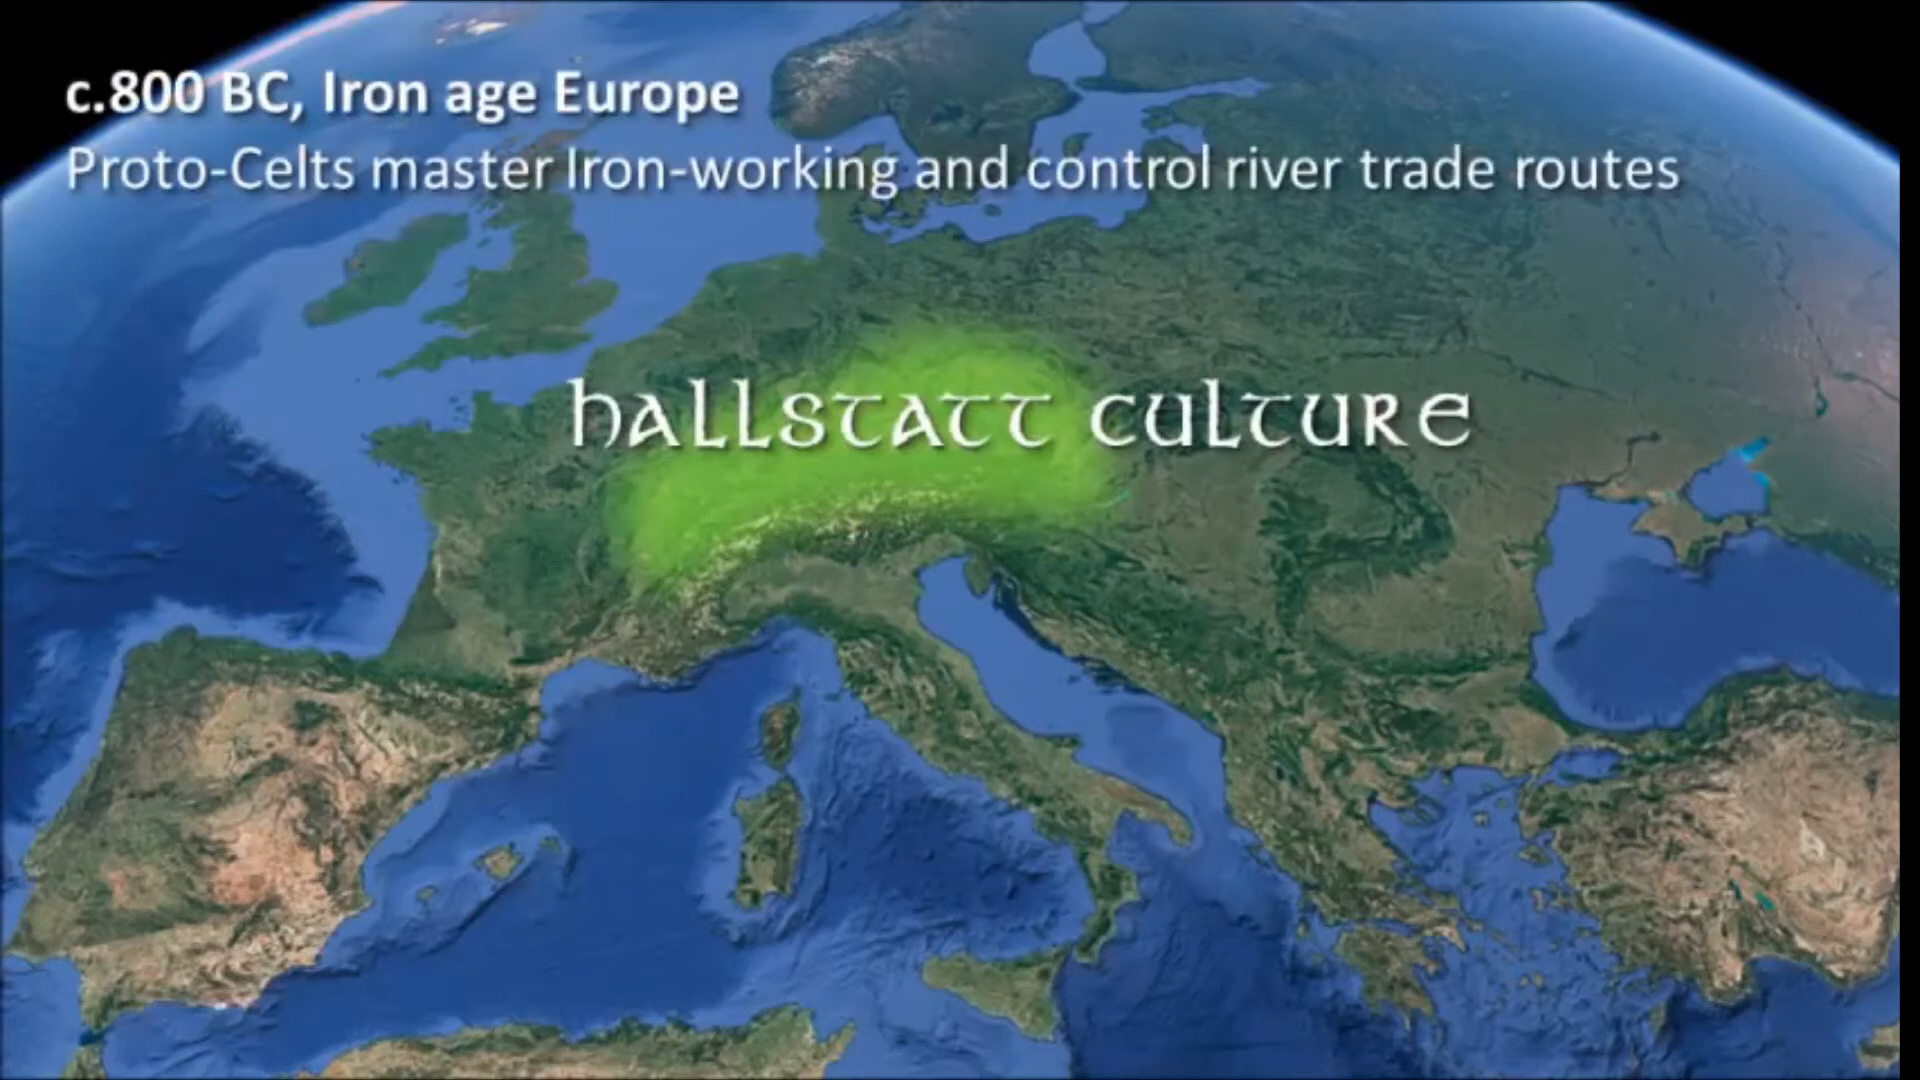 c.800 BC, Iron age Europe
Proto-Celts master Iron-working and control river trade routes
hallstatt culture